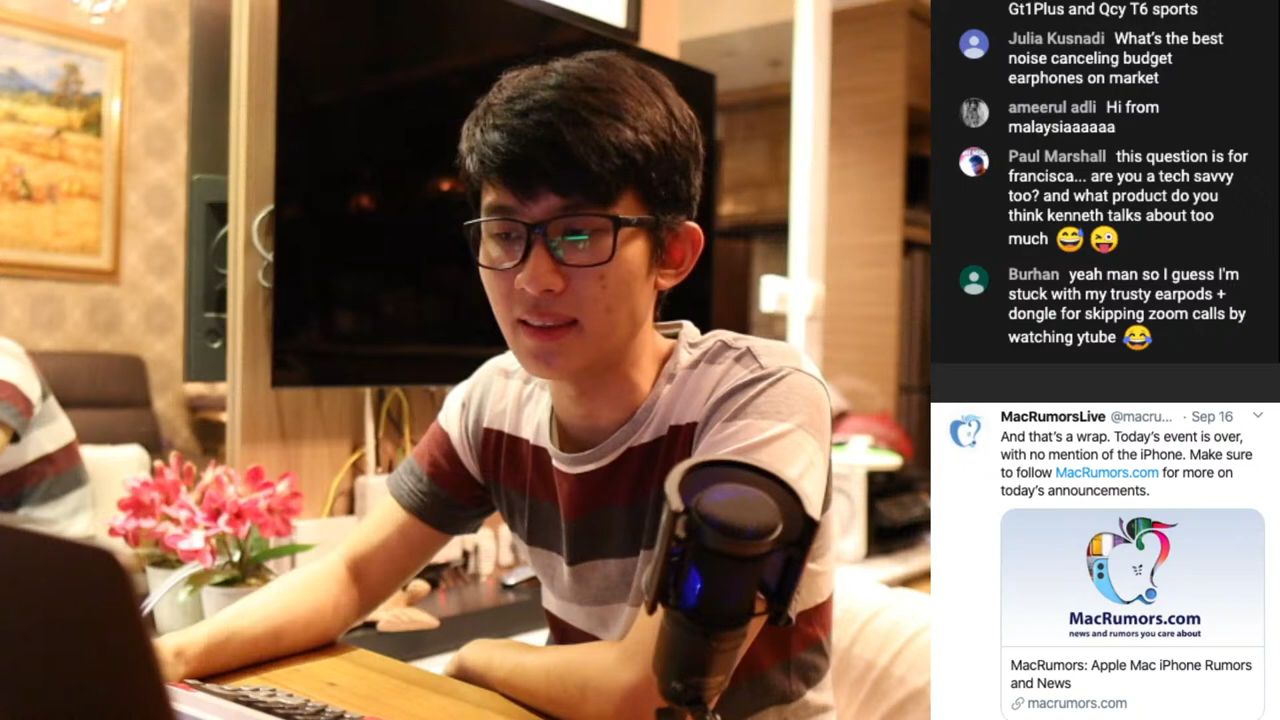 Gt1Plus and Qcy T6 sports
Julia Kusnadi What's the best
noise canceling budget
earphones on market
ameerul adli Hi from
malaysiaaaaaa
Paul Marshall this question is for
francisca... are you a tech savvy
too? and what product do you
think kenneth talks about too
much 😅 😜
Burhan yeah man so I guess I'm
stuck with my trusty earpods +
dongle for skipping zoom calls by
watching ytube 😂
MacRumorsLive @macru... · Sep 16
And that's a wrap. Today's event is over,
with no mention of the iPhone. Make sure
to follow MacRumors.com for more on
today's announcements.
MacRumors.com
news and rumors you care about
MacRumors: Apple Mac iPhone Rumors
and News
macrumors.com